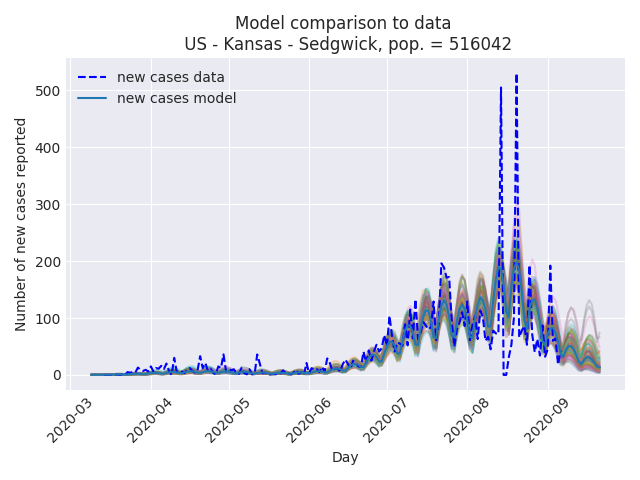 Model comparison to data
US - Kansas - Sedgwick, pop. = 516042
new cases data
new cases model
Number of new cases reported
500
400
300
200
100
0
2020-03
2020-04
2020-05
2020-06
2020-07
2020-08
2020-09
Day